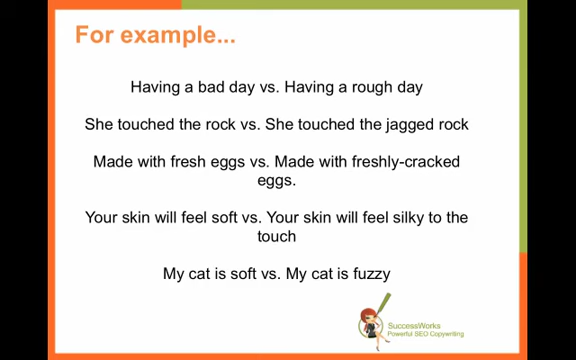 For example...
Having a bad day vs. Having a rough day
She touched the rock vs. She touched the jagged rock
Made with fresh eggs vs. Made with freshly-cracked
eggs.
Your skin will feel soft vs. Your skin will feel silky to the
touch
My cat is soft vs. My cat is fuzzy
SuccessWorks
Powerful SEO Copywriting